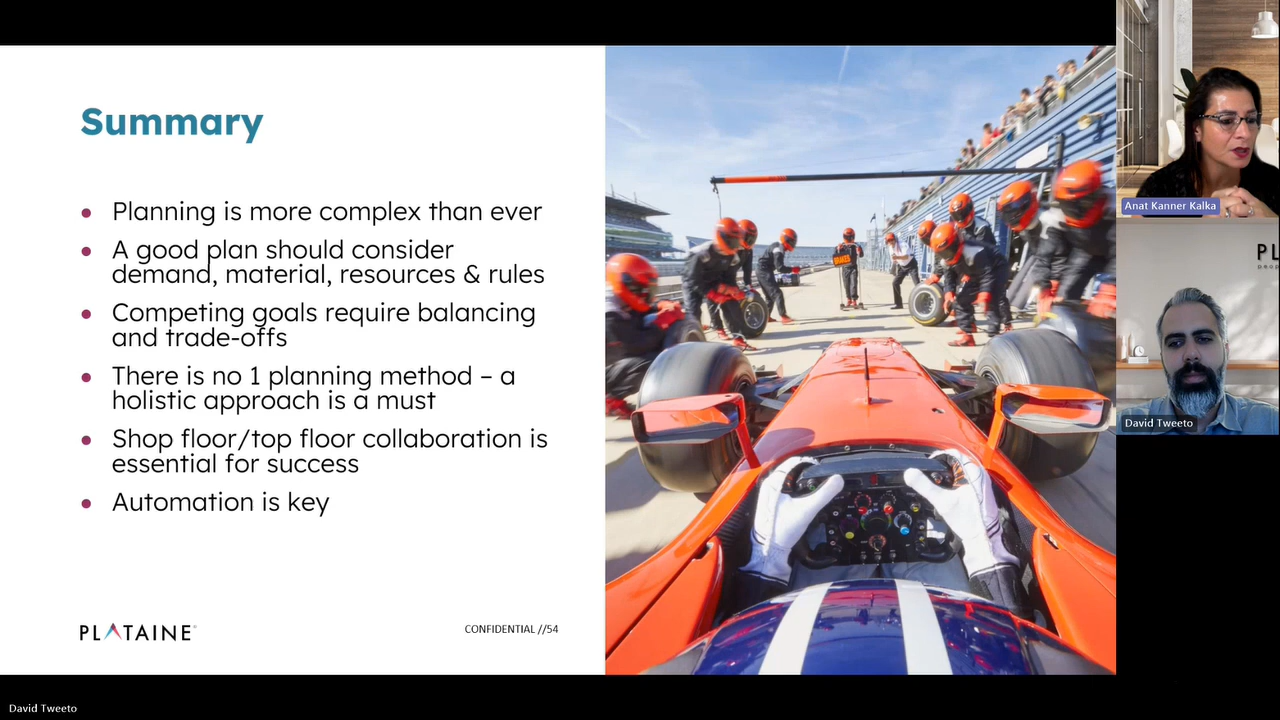 Summary
Planning is more complex than ever
A good plan should consider
demand, material, resources & rules
Competing goals require balancing
and trade-offs
There is no 1 planning method – a
holistic approach is a must
Shop floor/top floor collaboration is
essential for success
Automation is key
PLATAINE
CONFIDENTIAL //54
BRAKES
Anat Kanner Kalka
PL
David Tweeto
David Tweeto